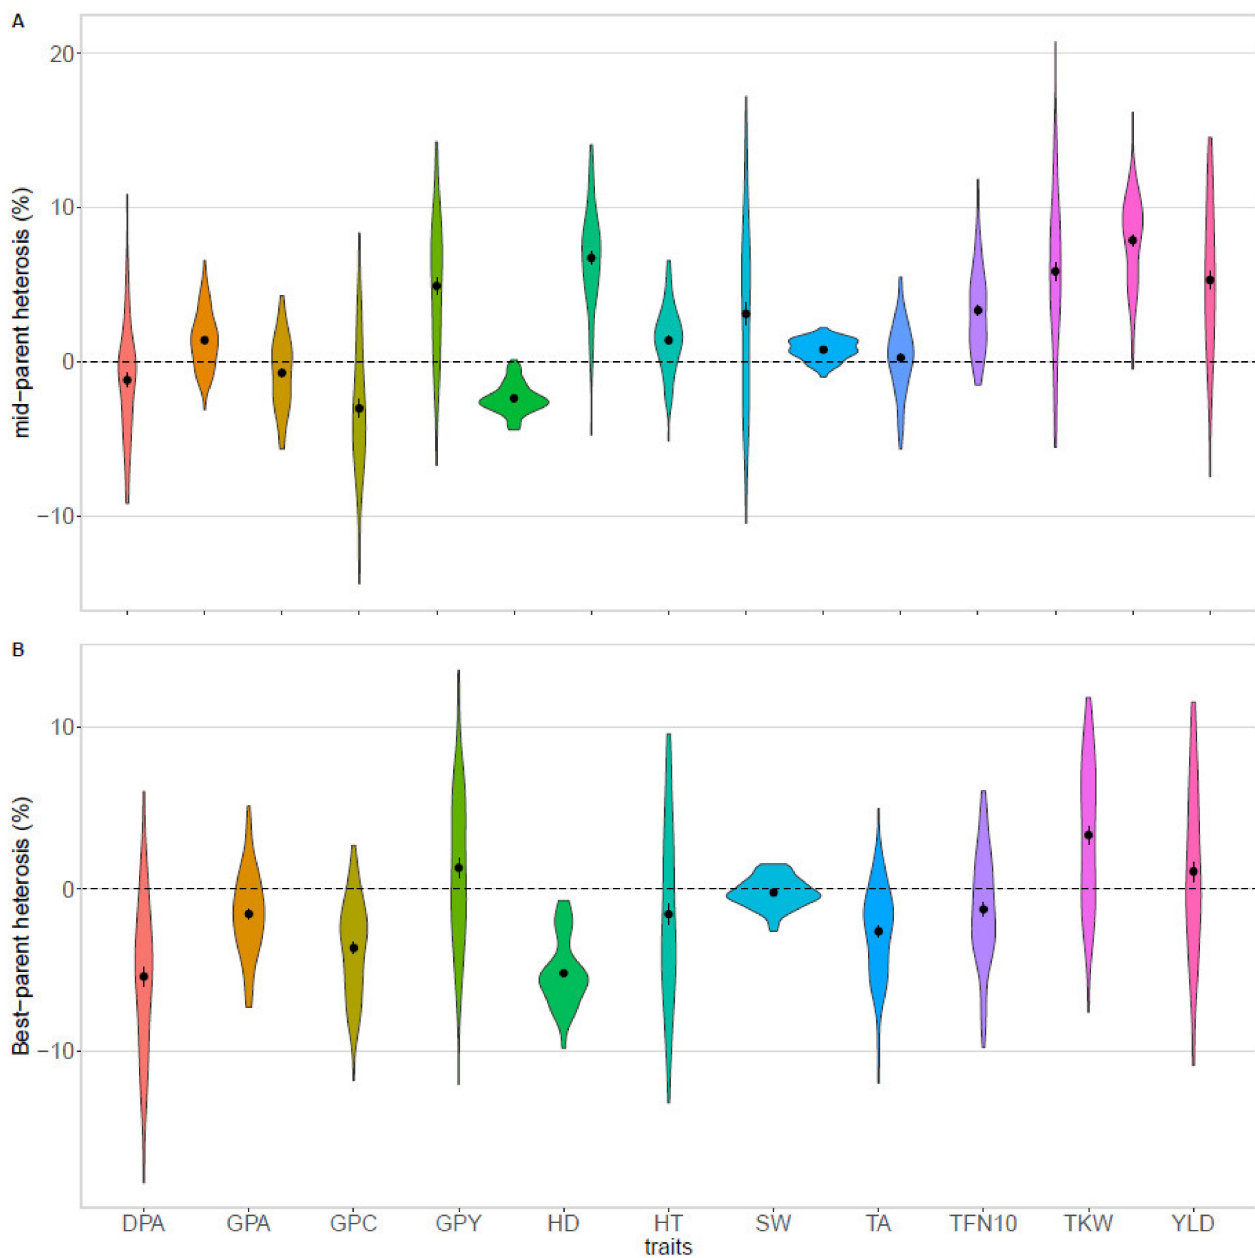 A
mid-parent heterosis (%)
20
10
0
−10
B
Best-parent heterosis (%)
10
0
−10
DPA GPA GPC GPY HD HT SW TA TFN10 TKW YLD
traits